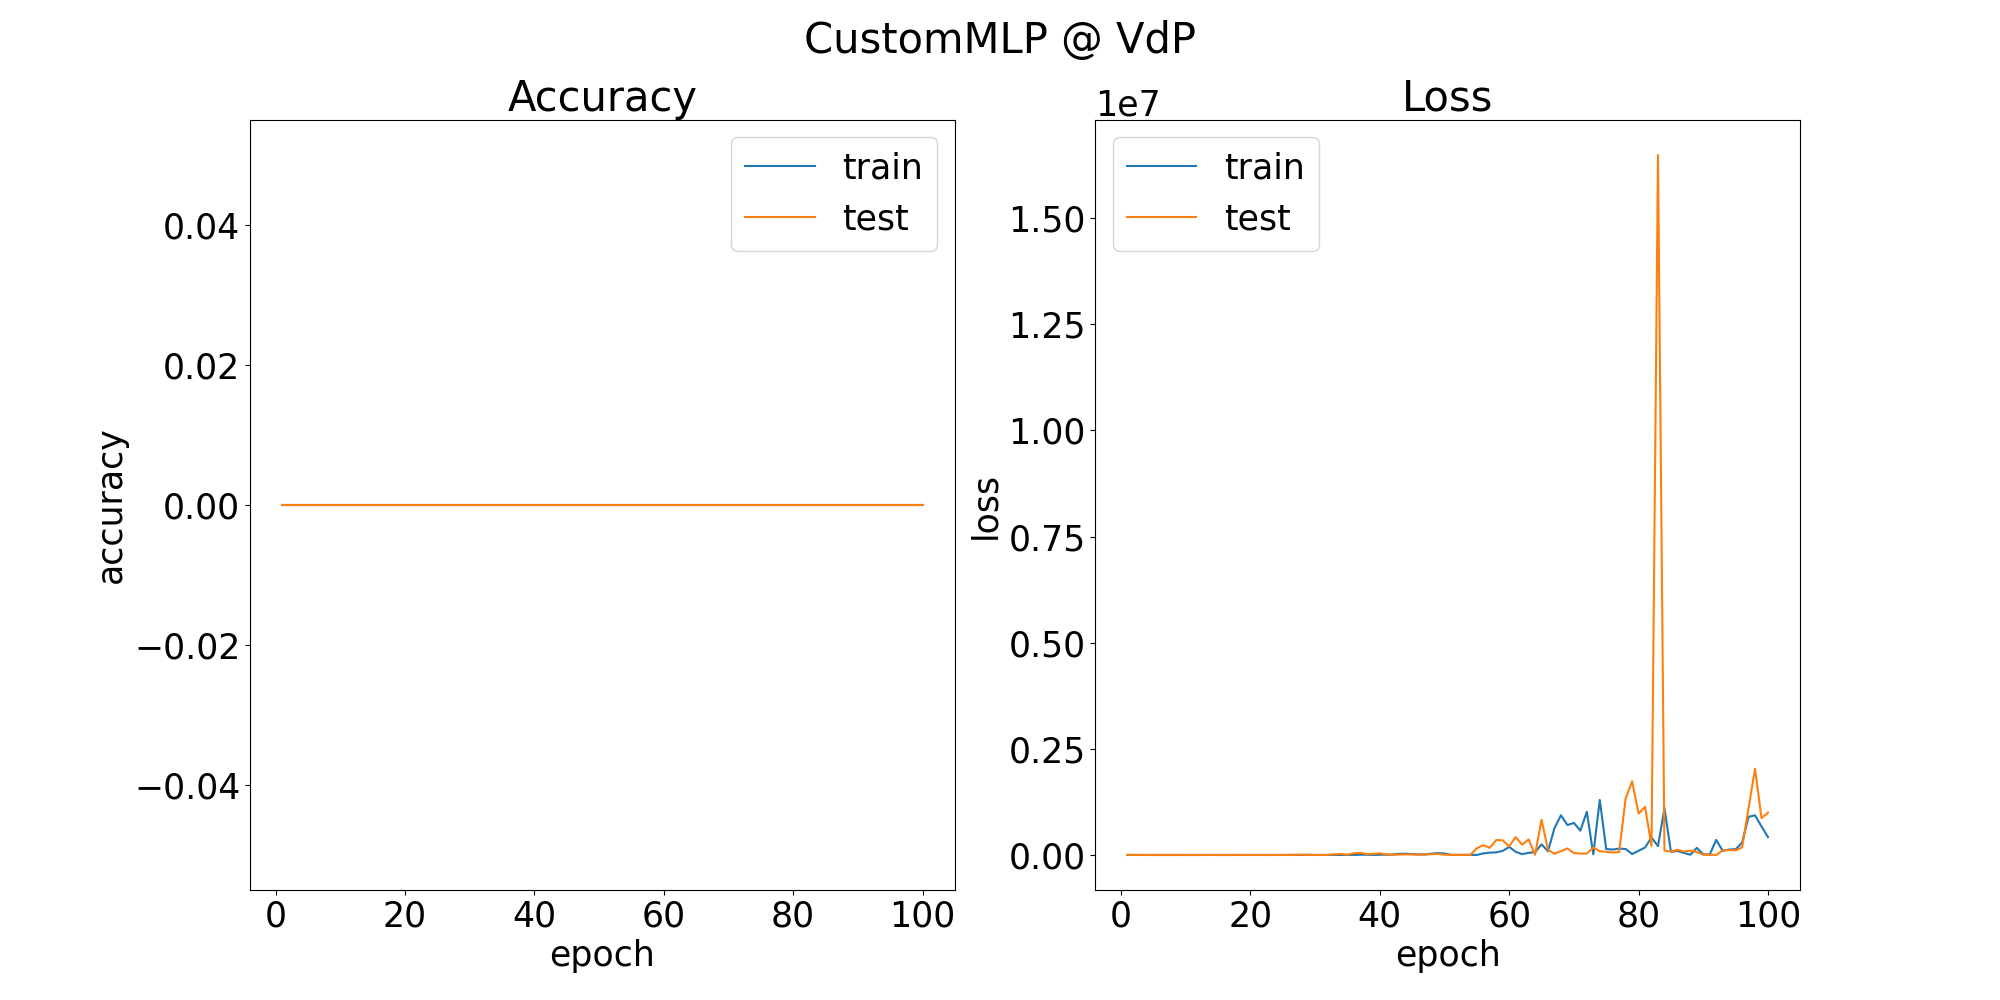 CustomMLP @ VdP
Accuracy
train
test
0.04
0.02
0.00
−0.02
−0.04
accuracy
0 20 40 60 80 100
epoch
Loss
1e7
train
test
1.50
1.25
1.00
0.75
0.50
0.25
0.00
loss
0 20 40 60 80 100
epoch